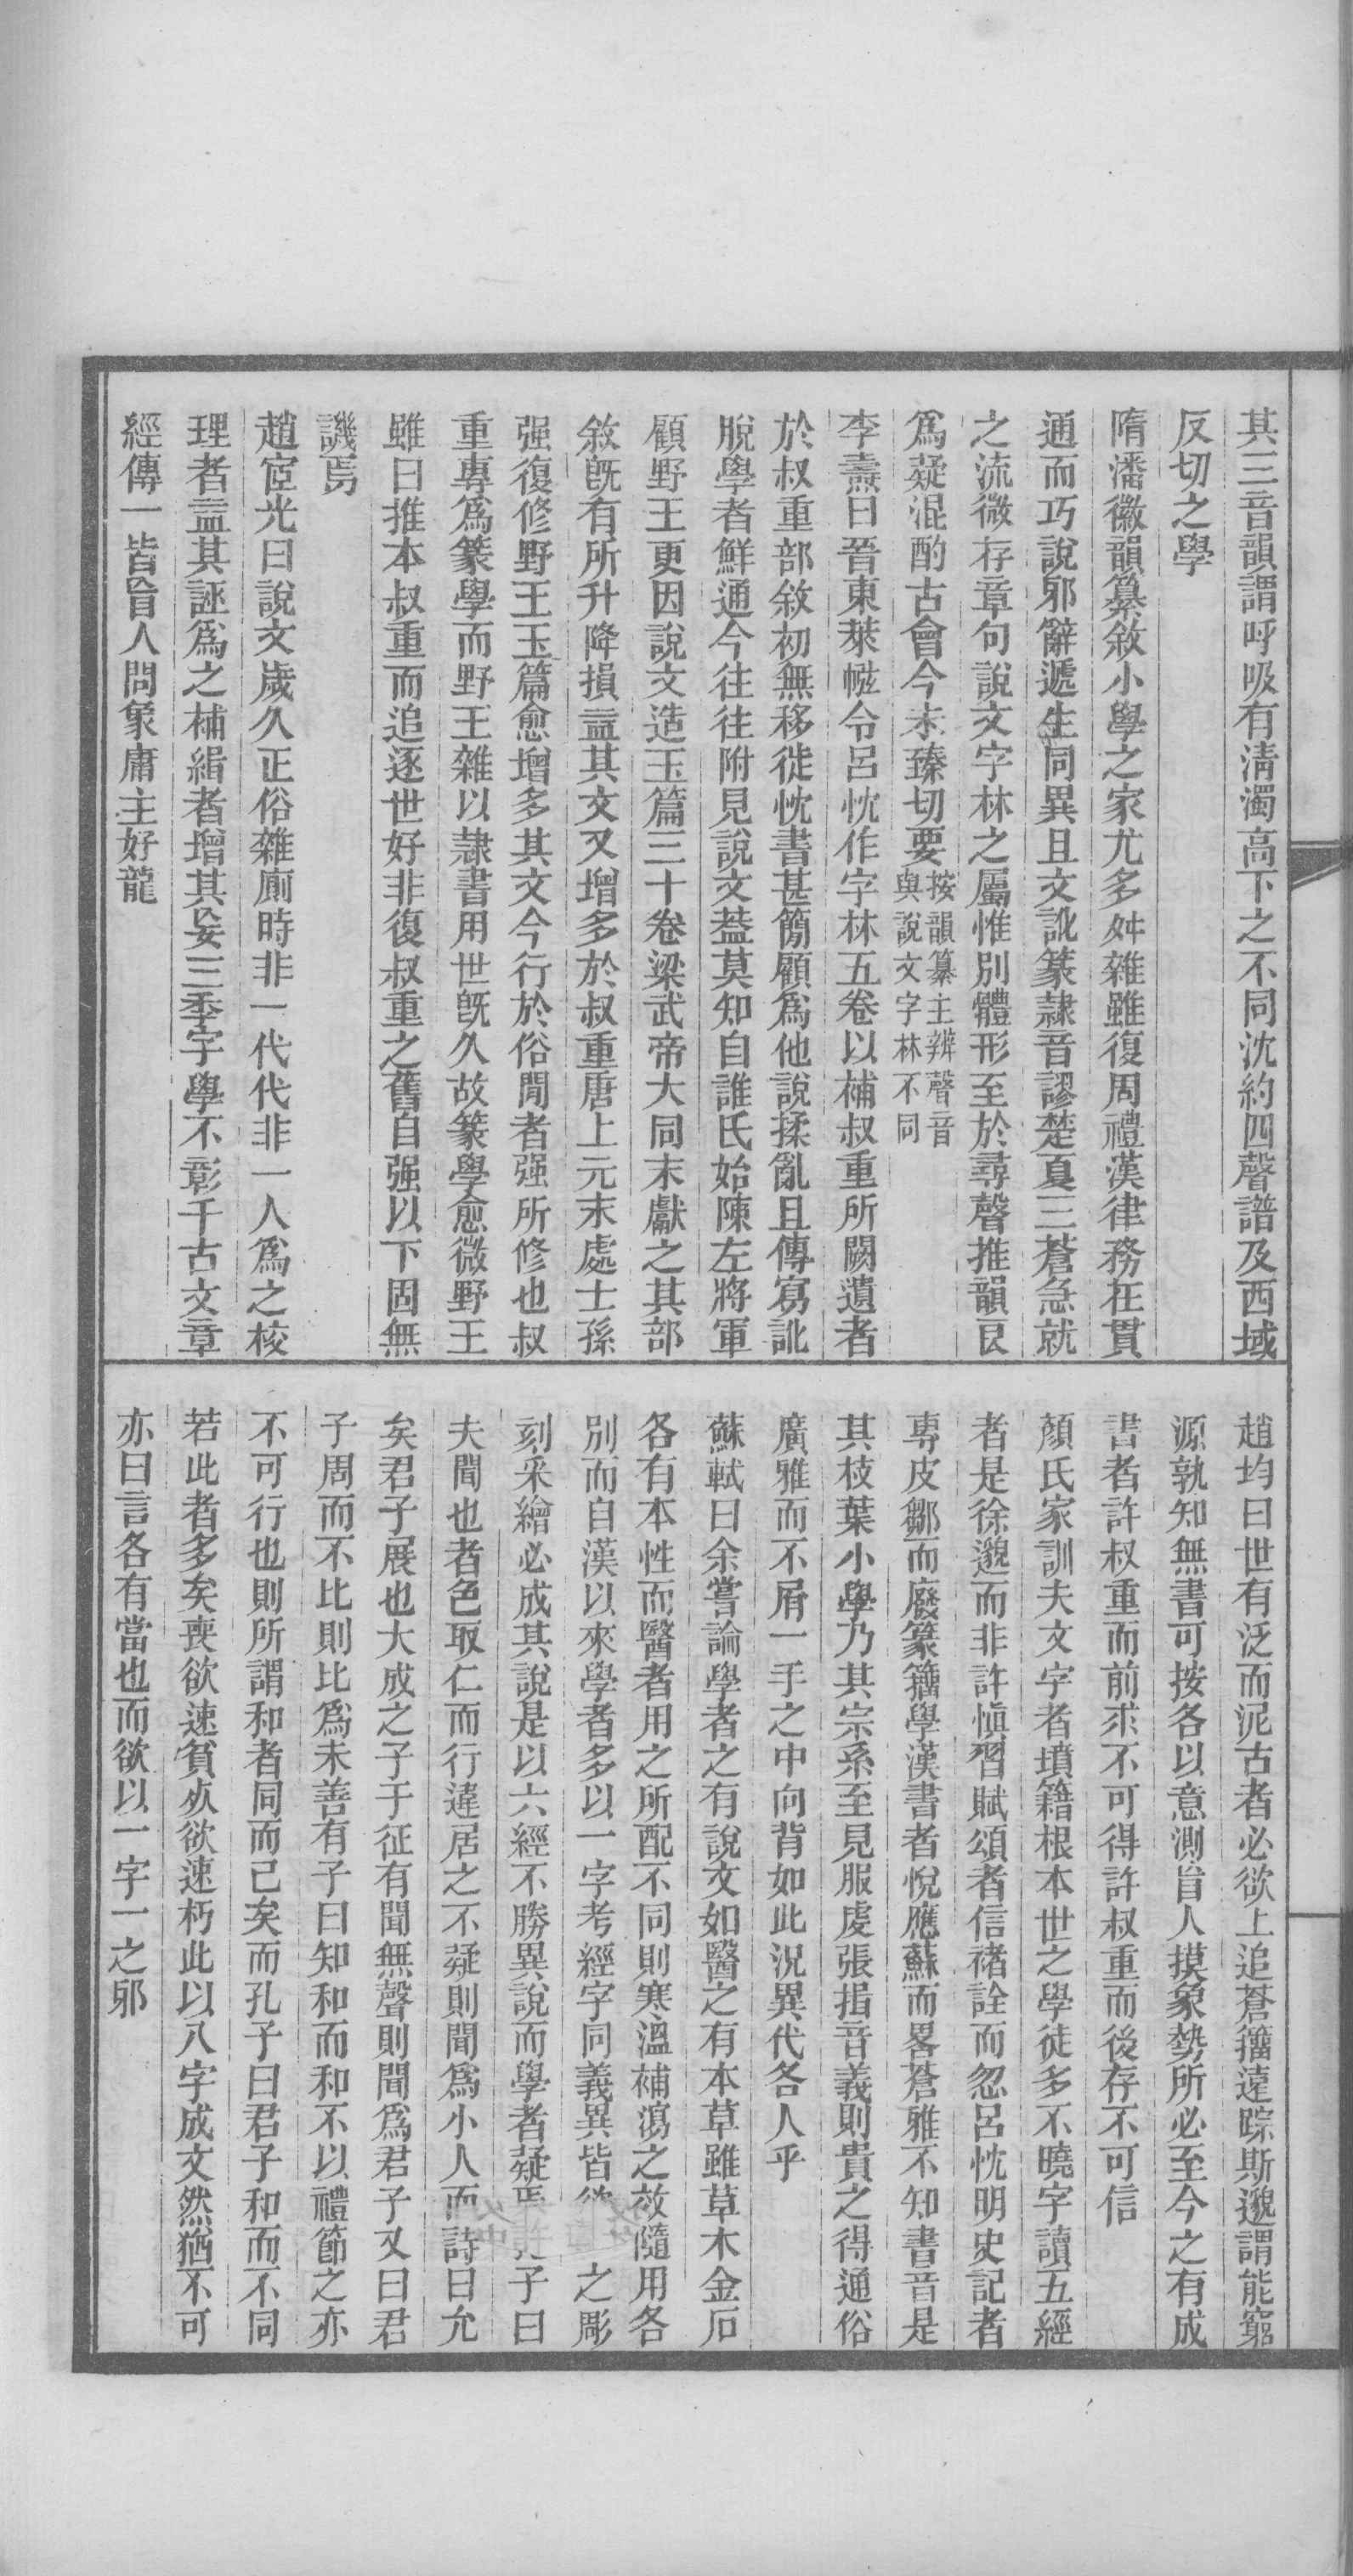 其三音韻謂呼吸有淸濁高下之不同沈約四聲譜及西域
反切之學
隋潘徽韻纂敘小學之家尤多舛雜雖復周禮漢律務在貫
通而巧說邪辭遞生同異且文訛篆隷音謬楚夏三蒼急就
之流微存章句說文字林之屬惟別體形至於尋聲推韻良
爲疑混酌古會今未臻切要按韻纂主辨聲音
與說文字林不同
李燾曰晉東萊㡭令呂忱作字林五卷以補叔重所闕遺者
於叔重部敘初無移徙忱書甚簡顧爲他說揉亂且傳寫訛
脫學者鮮通今往往附見說文葢莫知自誰氏始陳左將軍
顧野王更因說文造玉篇三十卷梁武帝大同末獻之其部
敘旣有所升降損益其文又增多於叔重唐上元末處士孫
强復修野王玉篇愈增多其文今行於俗閒者强所修也叔
重專爲篆學而野王雜以隷書用世旣久故篆學愈微野王
雖曰推本叔重而追逐世好非復叔重之舊自强以下固無
譏焉
趙宧光曰說文歲久正俗雜廁時非一代代非一人爲之校
理者益其誣爲之補緝者增其妄三季字學不彰千古文章
經傳一皆盲人問象庸主好龍
趙均曰世有泛而泥古者必欲上追蒼籀遠踪斯邈謂能窮
源孰知無書可按各以意測盲人摸象勢所必至今之有成
書者許叔重而前求不可得許叔重而後存不可信
顏氏家訓夫文字者墳籍根本世之學徒多不曉字讀五經
者是徐邈而非許愼習賦頌者信褚詮而忽呂忱明史記者
專皮鄒而廢篆籀學漢書者悅應蘇而畧蒼雅不知書音是
其枝葉小學乃其宗系至見服虔張揖音義則貴之得通俗
廣雅而不屑一手之中向背如此況異代各人乎
蘇軾曰余嘗論學者之有說文如醫之有本草雖草木金石
各有本性而醫者用之所配不同則寒溫補瀉之效隨用各
別而自漢以來學者多以一字考經字同義異皆欲之彫
刻采繪必成其說是以六經不勝異說而學者疑焉子曰
夫聞也者色取仁而行違居之不疑則聞爲小人而詩曰允
矣君子展也大成之子于征有聞無聲則聞爲君子又曰君
子周而不比則比爲未善有子曰知和而和不以禮節之亦
不可行也則所謂和者同而已矣而孔子曰君子和而不同
若此者多矣喪欲速貧死欲速朽此以八字成文然猶不可
亦曰言各有當也而欲以一字一之邪